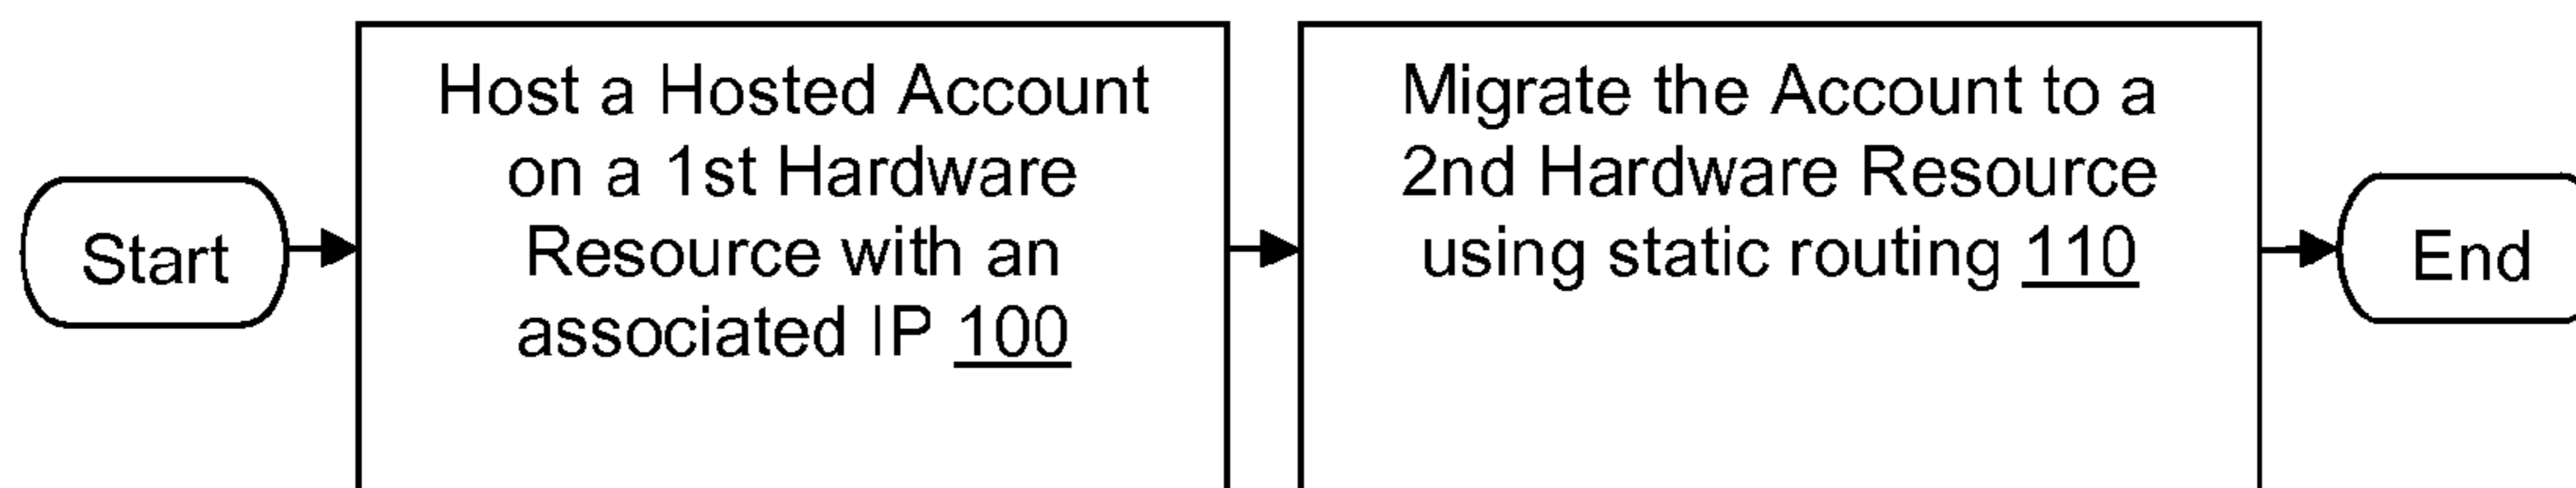 Start
Host a Hosted Account
on a 1st Hardware
Resource with an
associated IP 100
Migrate the Account to a
2nd Hardware Resource
using static routing 110
End